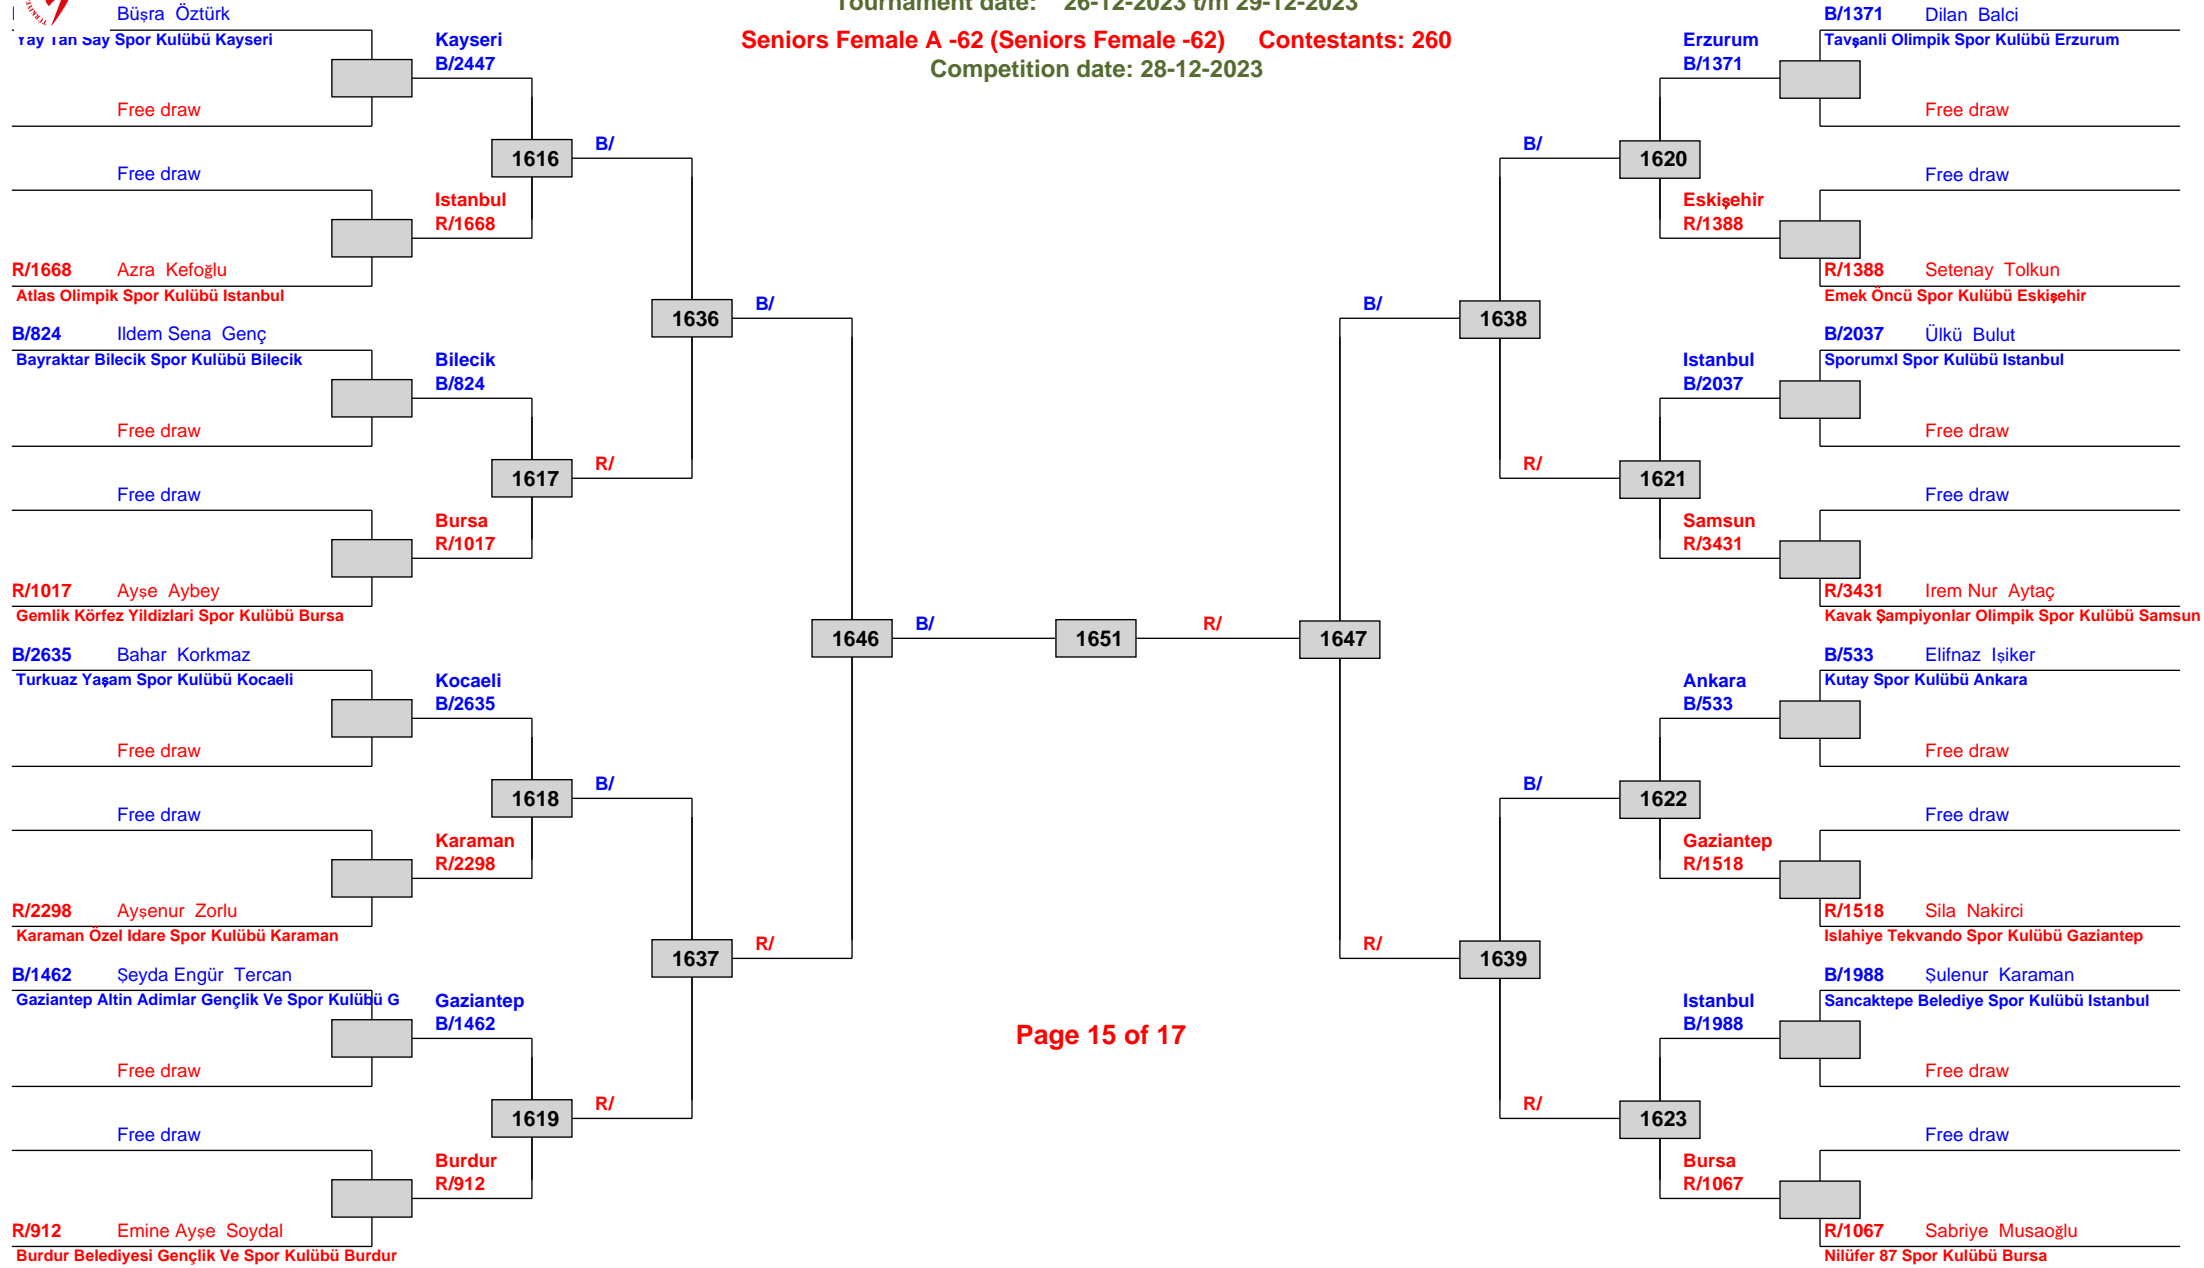 Tournament date: 26-12-2023 t/m 29-12-2023
Seniors Female A -62 (Seniors Female -62) Contestants: 260
Competition date: 28-12-2023
Büşra Öztürk
Yay Tan Say Spor Kulübü Kayseri
Free draw
Kayseri
B/2447
1616
Free draw
Istanbul
R/1668
R/1668 Azra Kefoğlu
Atlas Olimpik Spor Kulübü Istanbul
B/
1636
B/
B/824 Ildem Sena Genç
Bayraktar Bilecik Spor Kulübü Bilecik
Bilecik
B/824
Free draw
1617
R/
Free draw
Bursa
R/1017
R/1017 Ayşe Aybey
Gemlik Körfez Yildizlari Spor Kulübü Bursa
1646
B/
1651
R/
1647
B/2635 Bahar Korkmaz
Turkuaz Yaşam Spor Kulübü Kocaeli
Kocaeli
B/2635
Free draw
1618
B/
Free draw
Karaman
R/2298
R/2298 Ayşenur Zorlu
Karaman Özel Idare Spor Kulübü Karaman
1637
R/
B/1462 Şeyda Engür Tercan
Gaziantep Altin Adimlar Gençlik Ve Spor Kulübü G
Gaziantep
B/1462
Free draw
1619
R/
Free draw
Burdur
R/912
R/912 Emine Ayşe Soydal
Burdur Belediyesi Gençlik Ve Spor Kulübü Burdur
Page 15 of 17
B/1371 Dilan Balci
Tavşanli Olimpik Spor Kulübü Erzurum
Erzurum
B/1371
Free draw
B/
1620
Free draw
Eskişehir
R/1388
R/1388 Setenay Tolkun
Emek Öncü Spor Kulübü Eskişehir
B/
1638
B/2037 Ülkü Bulut
Sporumxl Spor Kulübü Istanbul
Istanbul
B/2037
Free draw
R/
1621
Free draw
Samsun
R/3431
R/3431 Irem Nur Aytaç
Kavak Şampiyonlar Olimpik Spor Kulübü Samsun
B/533 Elifnaz Işiker
Kutay Spor Kulübü Ankara
Ankara
B/533
Free draw
B/
1622
Free draw
Gaziantep
R/1518
R/1518 Sila Nakirci
Islahiye Tekvando Spor Kulübü Gaziantep
R/
1639
B/1988 Şulenur Karaman
Sancaktepe Belediye Spor Kulübü Istanbul
Istanbul
B/1988
Free draw
R/
1623
Free draw
Bursa
R/1067
R/1067 Sabriye Musaoğlu
Nilüfer 87 Spor Kulübü Bursa